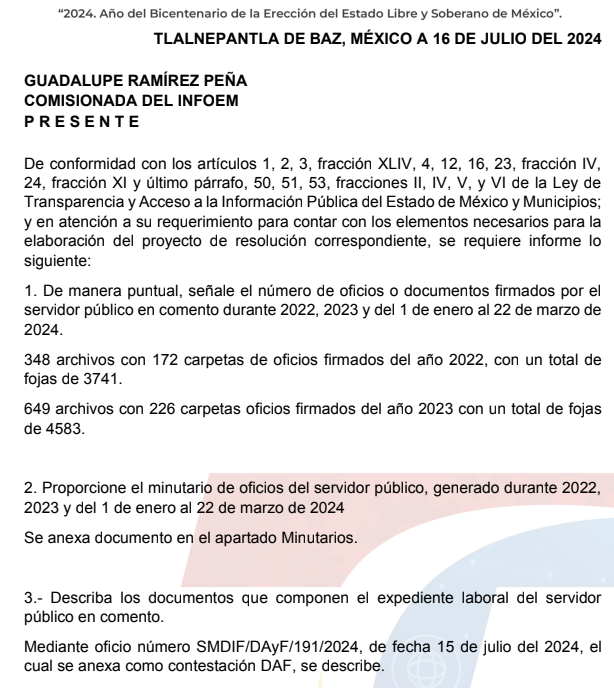 “2024. Año del Bicentenario de la Erección del Estado Libre y Soberano de México”.
TLALNEPANTLA DE BAZ, MÉXICO A 16 DE JULIO DEL 2024
GUADALUPE RAMÍREZ PEÑA
COMISIONADA DEL INFOEM
P R E S E N T E
De conformidad con los artículos 1, 2, 3, fracción XLIV, 4, 12, 16, 23, fracción IV,
24, fracción XI y último párrafo, 50, 51, 53, fracciones II, IV, V, y VI de la Ley de
Transparencia y Acceso a la Información Pública del Estado de México y Municipios;
y en atención a su requerimiento para contar con los elementos necesarios para la
elaboración del proyecto de resolución correspondiente, se requiere informe lo
siguiente:
1. De manera puntual, señale el número de oficios o documentos firmados por el
servidor público en comento durante 2022, 2023 y del 1 de enero al 22 de marzo de
2024.
348 archivos con 172 carpetas de oficios firmados del año 2022, con un total de
fojas de 3741.
649 archivos con 226 carpetas oficios firmados del año 2023 con un total de fojas
de 4583.
2. Proporcione el minutario de oficios del servidor público, generado durante 2022,
2023 y del 1 de enero al 22 de marzo de 2024
Se anexa documento en el apartado Minutarios.
3.- Describa los documentos que componen el expediente laboral del servidor
público en comento.
Mediante oficio número SMDIF/DAyF/191/2024, de fecha 15 de julio del 2024, el
cual se anexa como contestación DAF, se describe.